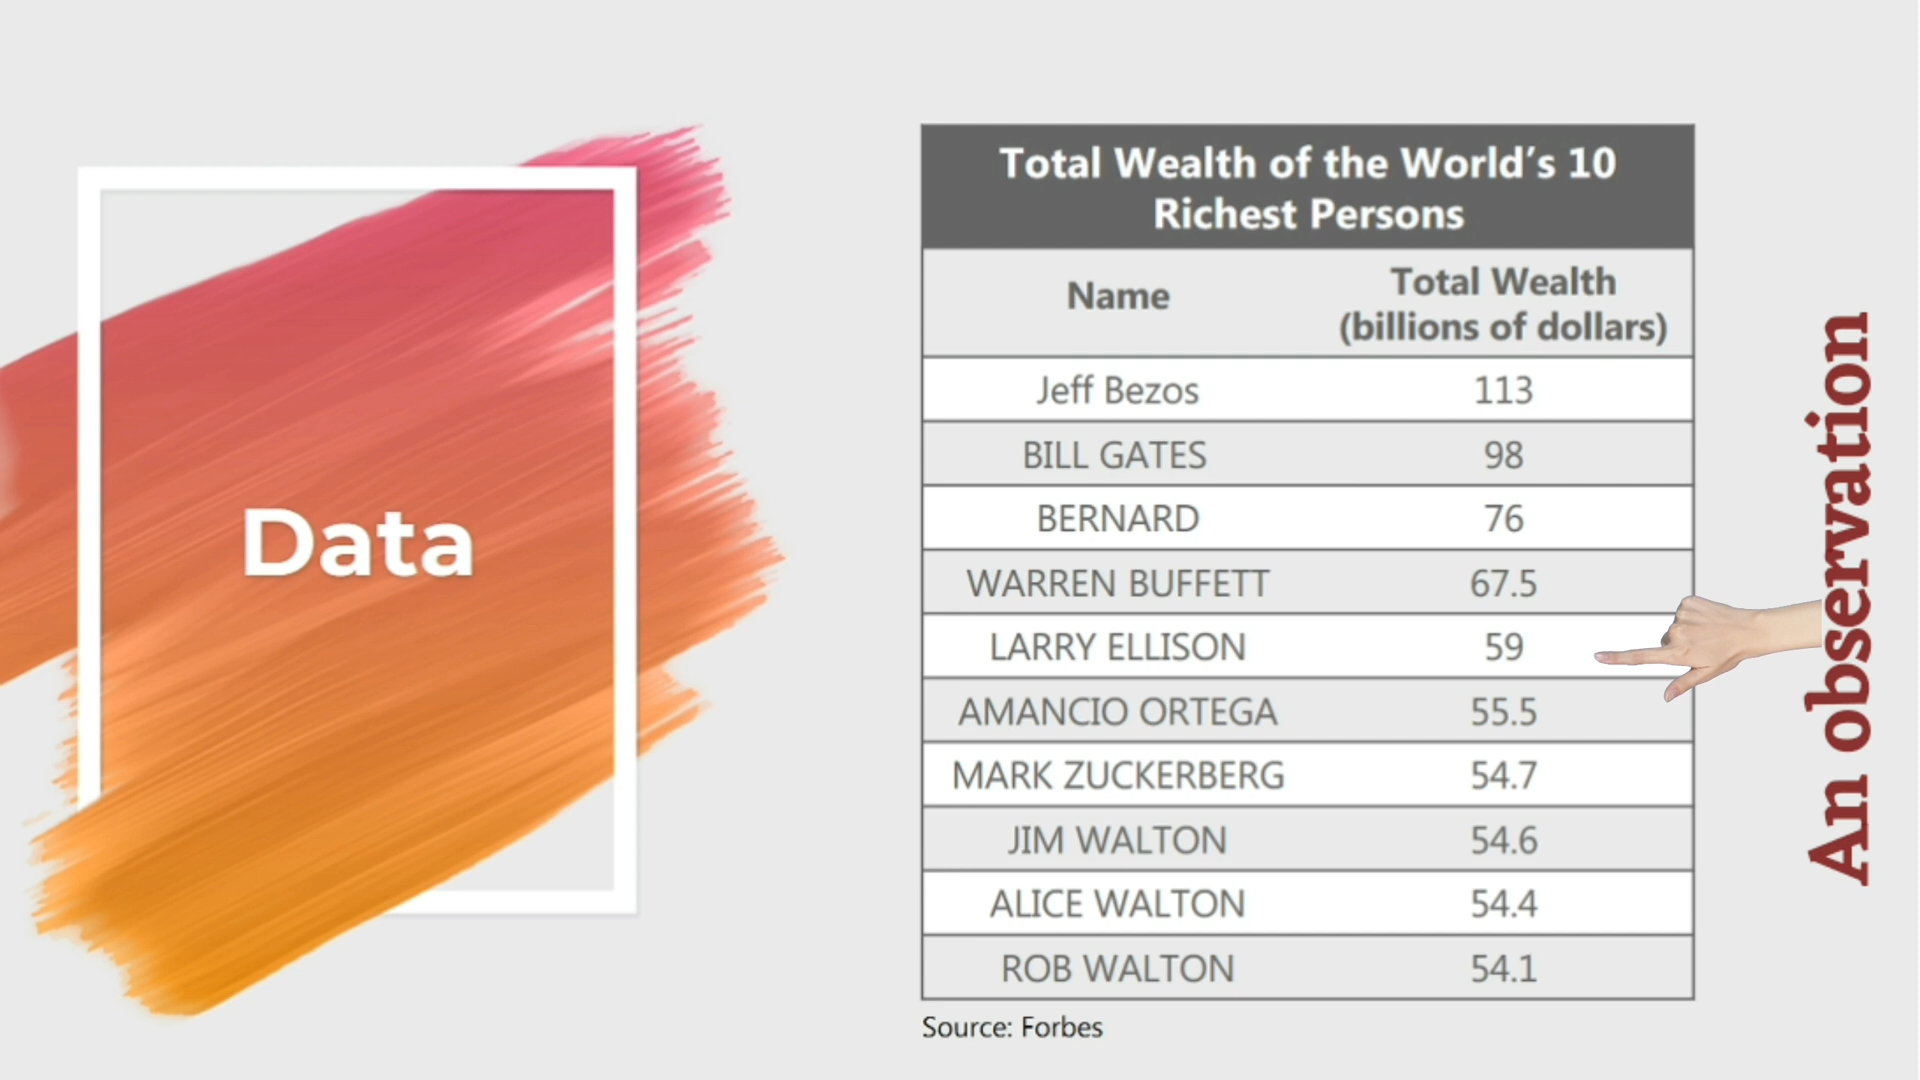 Data
Total Wealth of the World's 10
Richest Persons
Name
Total Wealth
(billions of dollars)
Jeff Bezos 113
BILL GATES 98
BERNARD 76
WARREN BUFFETT 67.5
LARRY ELLISON 59
AMANCIO ORTEGA 55.5
MARK ZUCKERBERG 54.7
JIM WALTON 54.6
ALICE WALTON 54.4
ROB WALTON 54.1
Source: Forbes
An observation